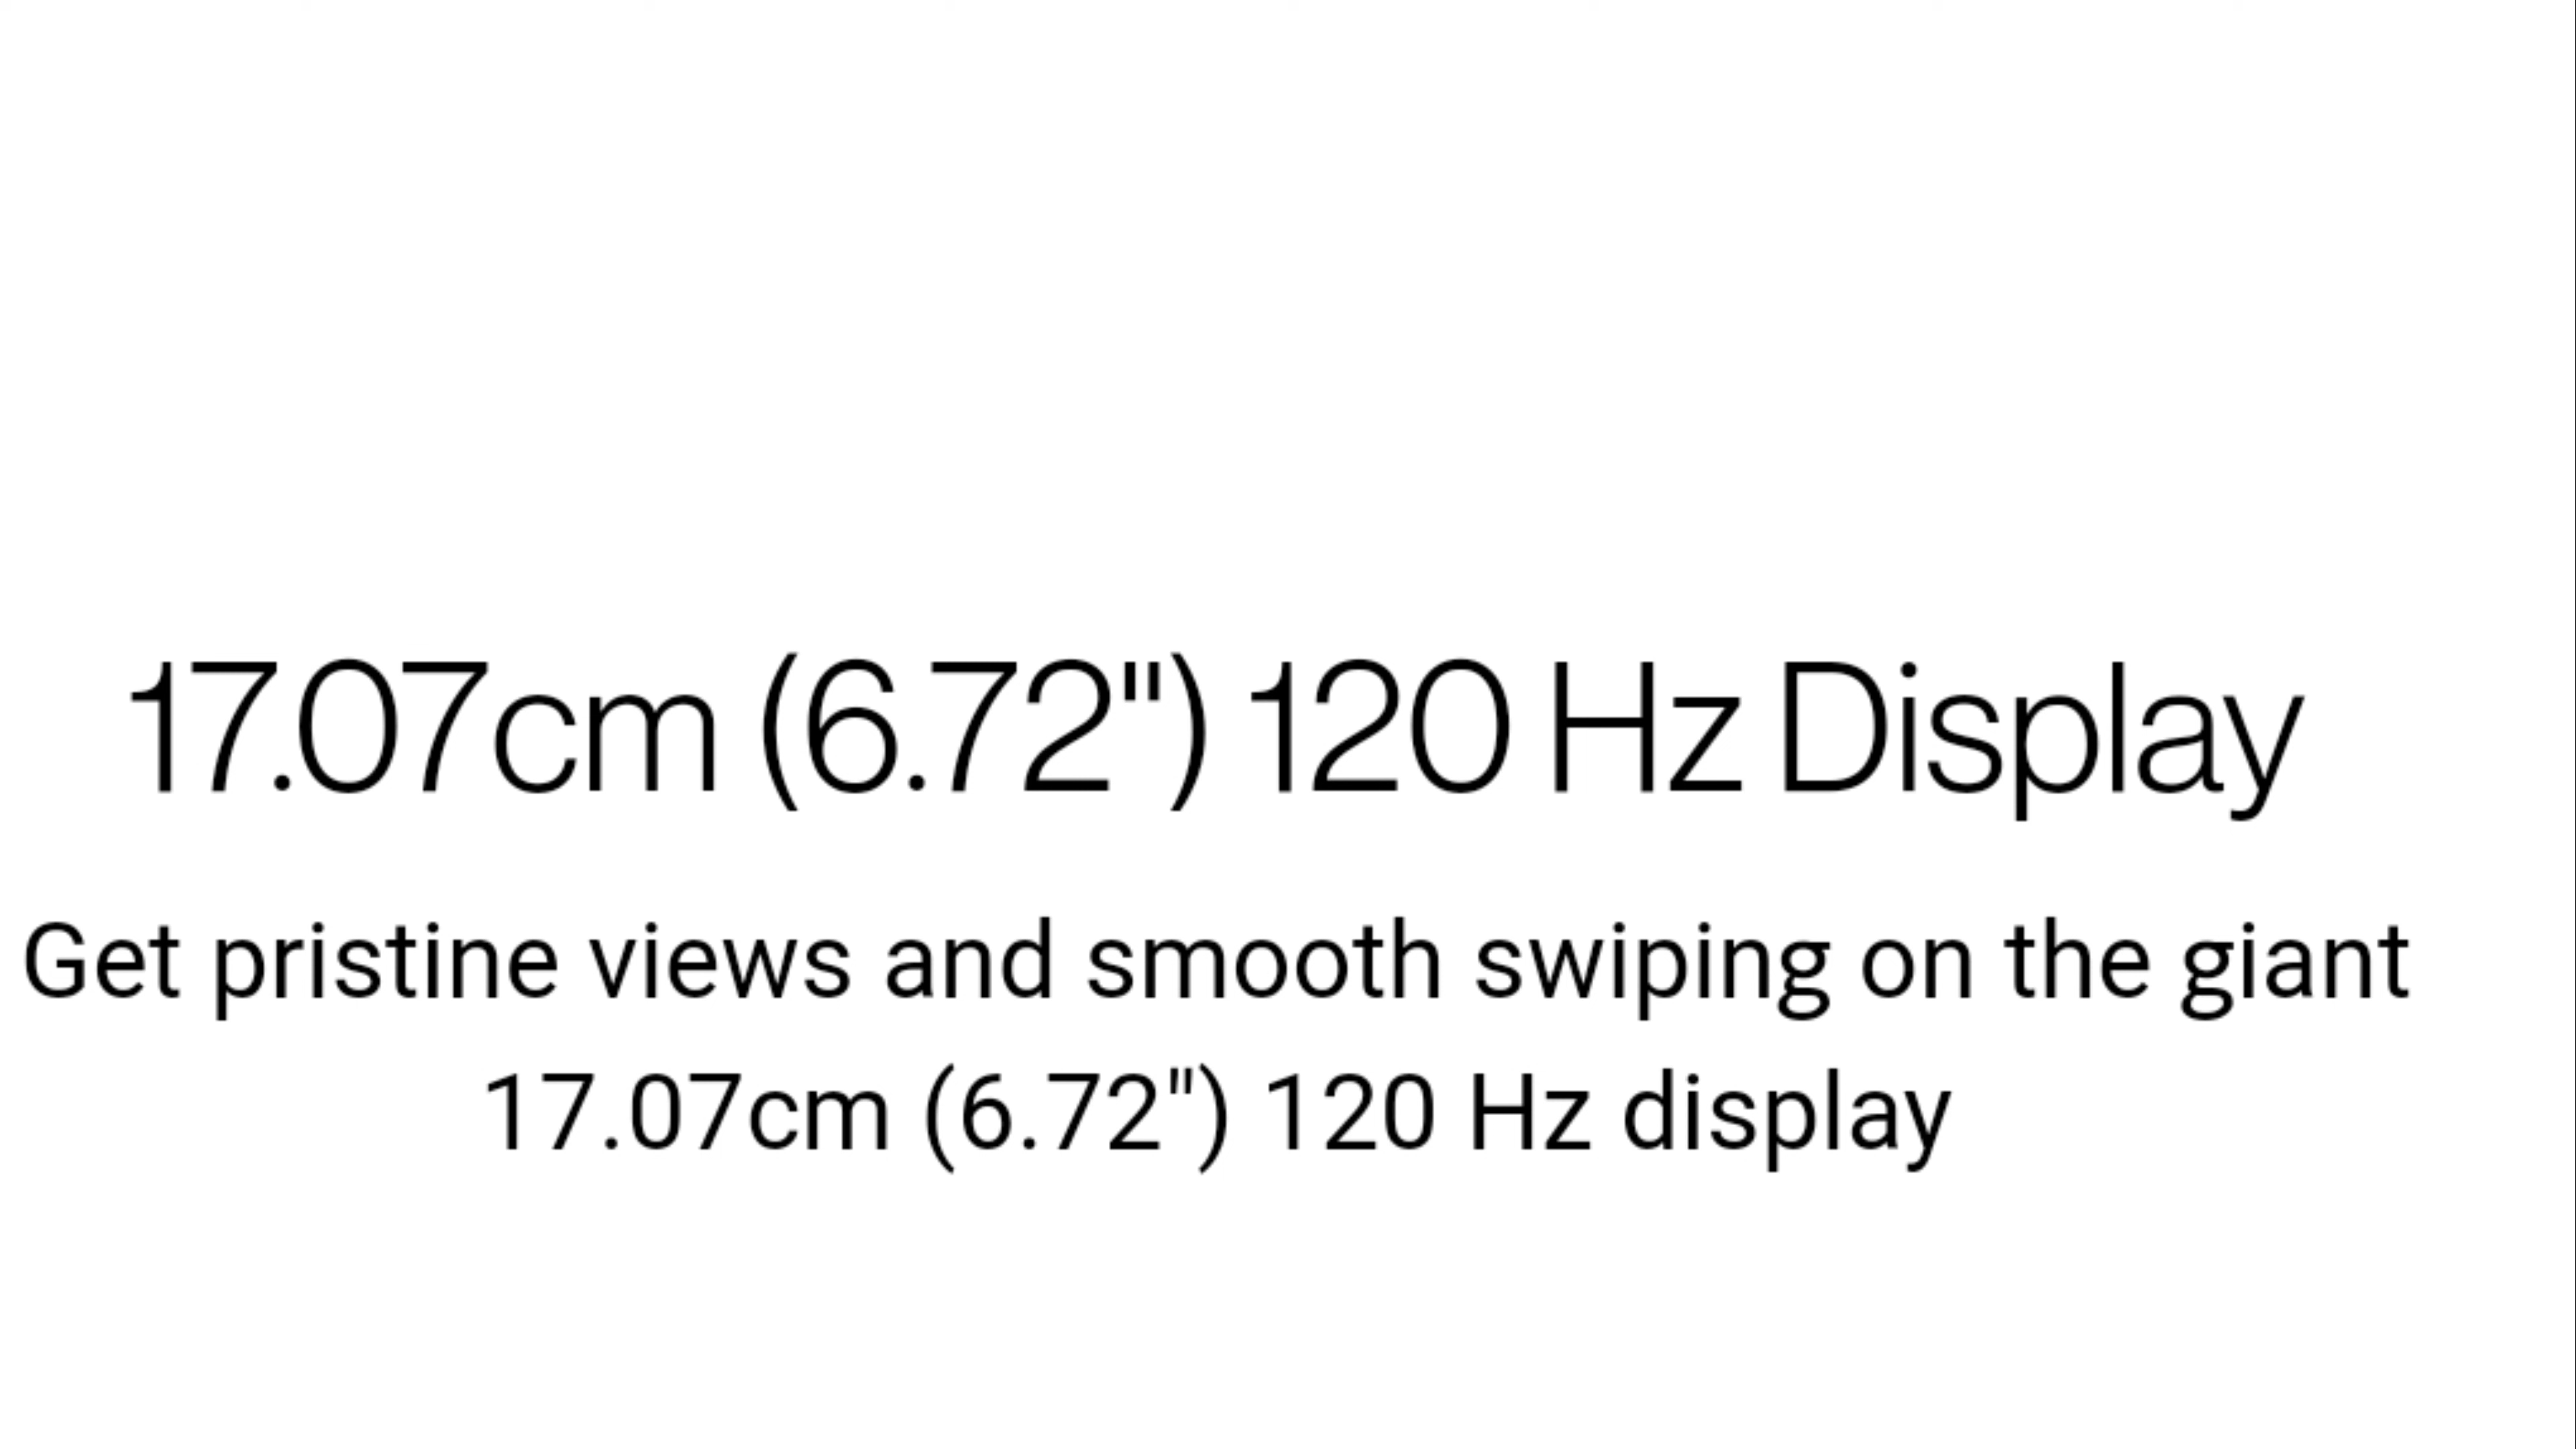 17.07cm (6.72") 120 Hz Display
Get pristine views and smooth swiping on the giant
17.07cm (6.72") 120 Hz display